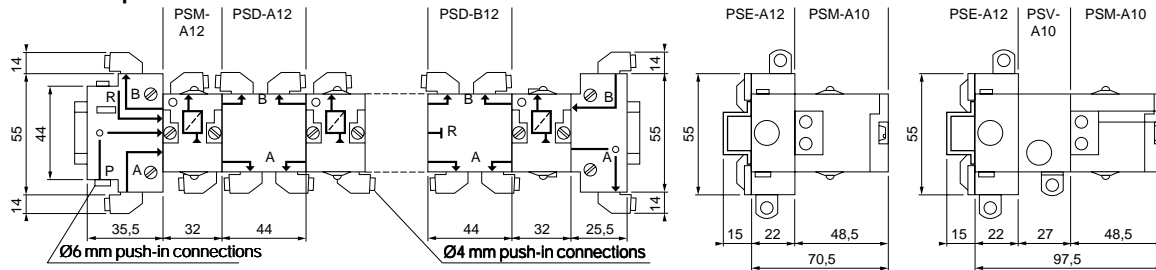 PSM-
A12
PSD-A12
PSD-B12
PSE-A12
PSM-A10
PSE-A12
PSV-
A10
PSM-A10
14
55
44
14
R
B
P
A
B
A
B
R
A
B
A
14
55
14
35,5
32
44
44
32
25,5
Ø6 mm push-in connections
Ø4 mm push-in connections
55
15
22
48,5
70,5
55
15
22
27
48,5
97,5